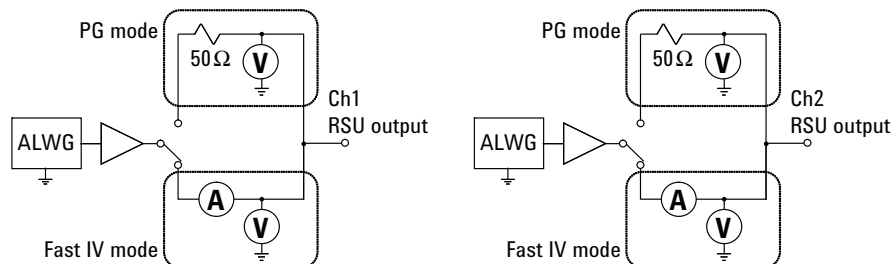 PG mode
50Ω
V
Ch1
RSU output
ALWG
A
V
Fast IV mode
PG mode
50Ω
V
Ch2
RSU output
ALWG
A
V
Fast IV mode